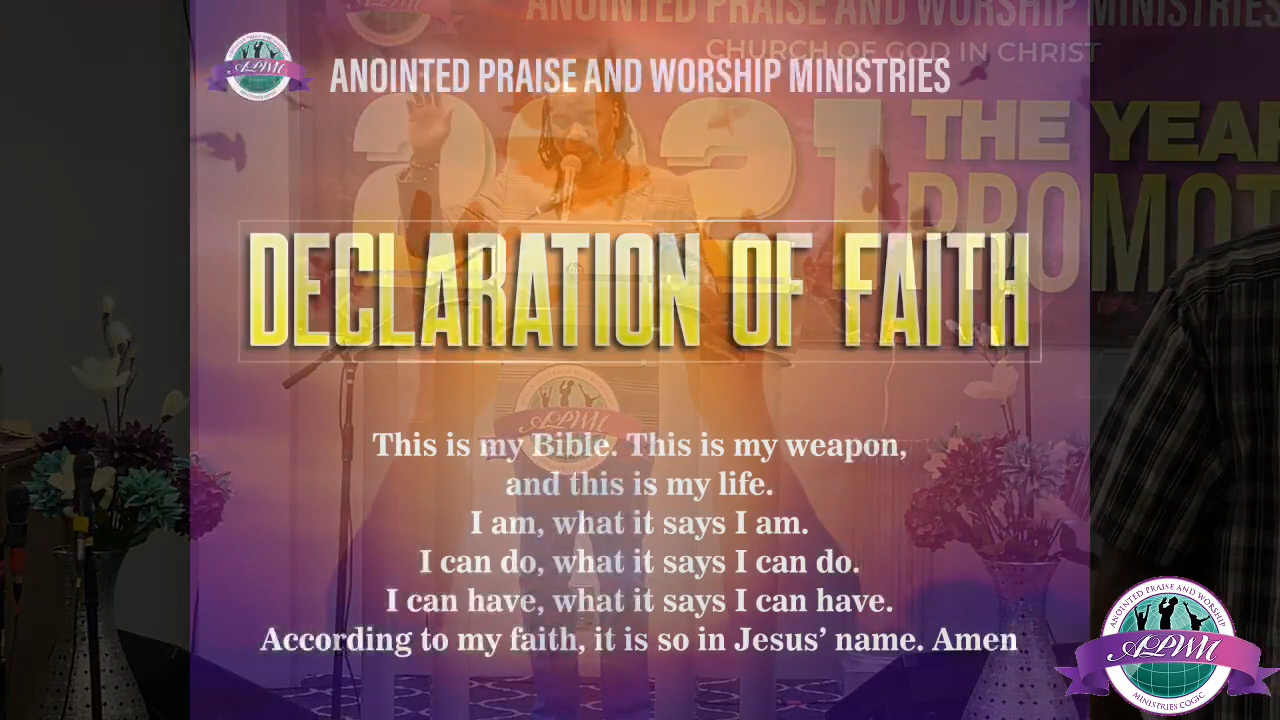 ANOINTED PRAISE AND WORSHIP MINISTRIES
CHURCH OF GOD IN CHRIST
ANOINTED PRAISE AND WORSHIP MINISTRIES
2021
THE YEAR
PROMOT
DECLARATION OF FAITH
This is my Bible. This is my weapon,
and this is my life.
I am, what it says I am.
I can do, what it says I can do.
I can have, what it says I can have.
According to my faith, it is so in Jesus’ name. Amen
APWM
ANOINTED PRAISE AND WORSHIP
APWM
MINISTRIES COGIC